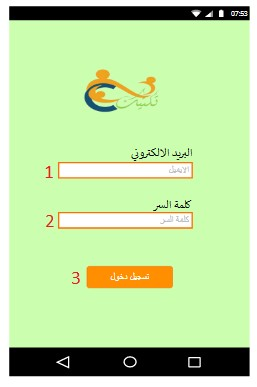 07:53
البريد الالكتروني
1 الايميل
كلمة السر
2 كلمة السر
3 تسجيل دخول